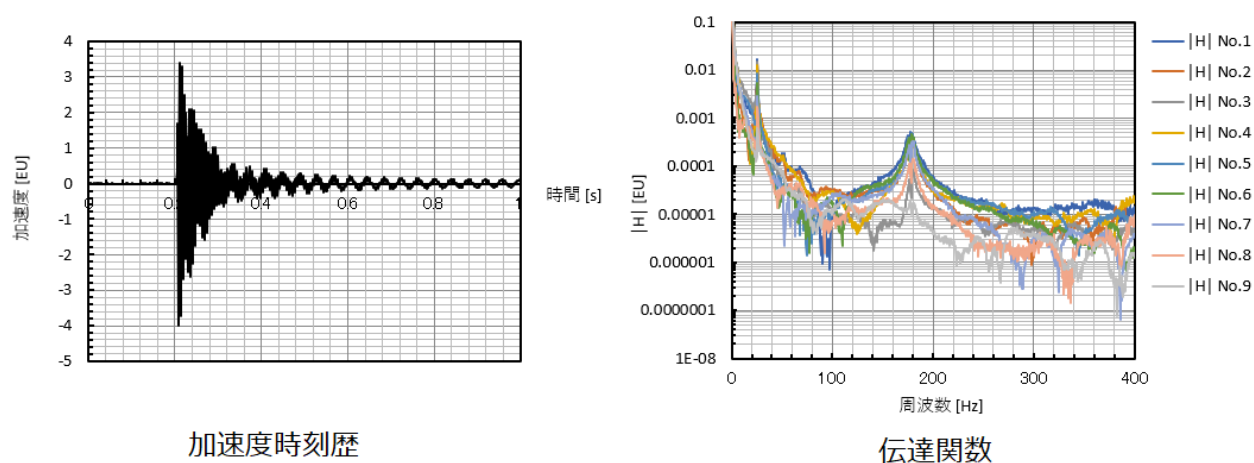 4
3
2
1
0
-1
-2
-3
-4
-5
0
0.2
0.4
0.6
0.8
1
加速度 [EU]
時間 [s]
加速度時刻歴
0.1
0.01
0.001
0.0001
0.00001
0.000001
0.0000001
1E-08
0
100
200
300
400
|H| [EU]
周波数 [Hz]
|H| No.1
|H| No.2
|H| No.3
|H| No.4
|H| No.5
|H| No.6
|H| No.7
|H| No.8
|H| No.9
伝達関数